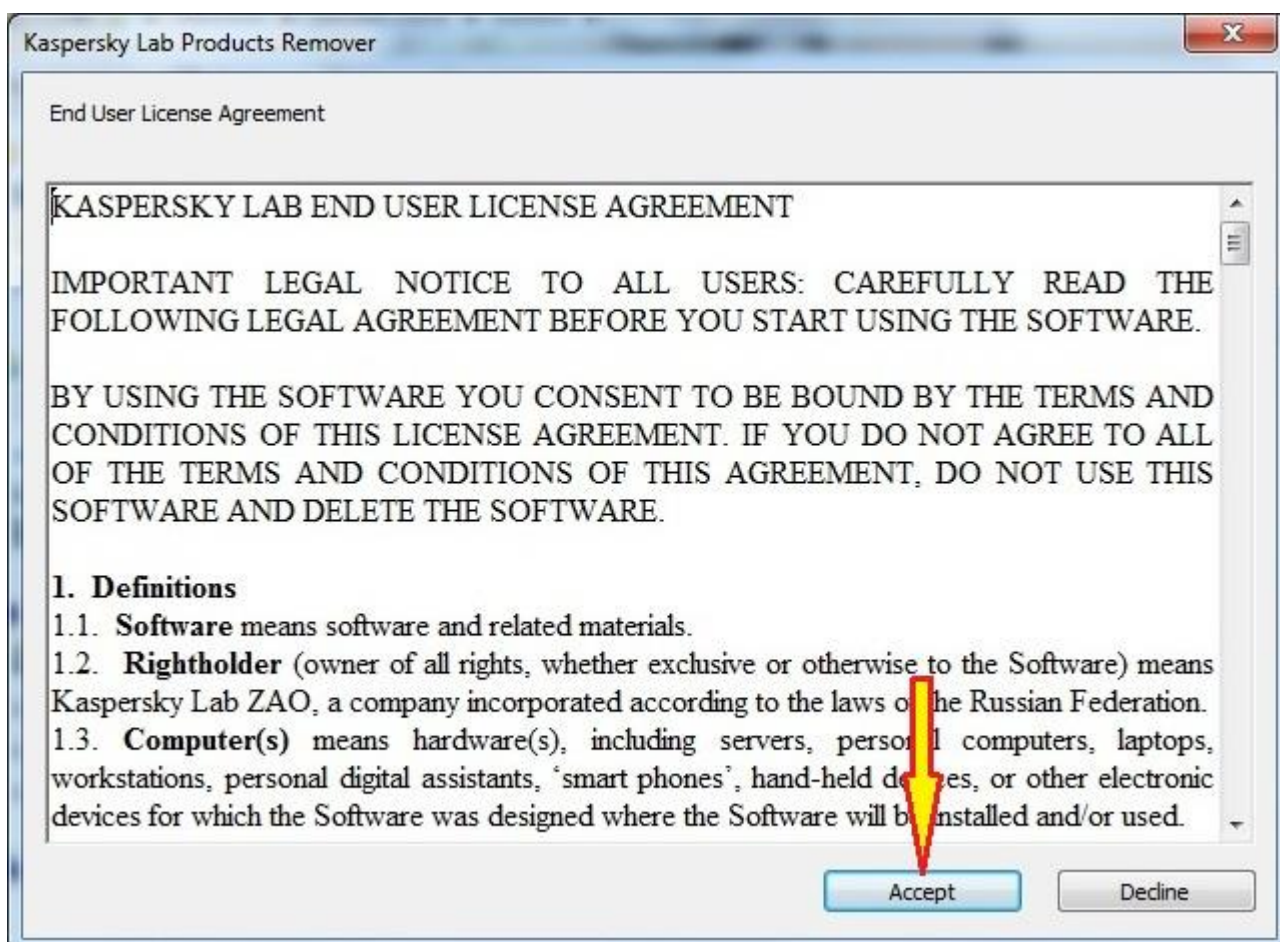 Kaspersky Lab Products Remover
End User License Agreement
KASPERSKY LAB END USER LICENSE AGREEMENT
IMPORTANT LEGAL NOTICE TO ALL USERS: CAREFULLY READ THE
FOLLOWING LEGAL AGREEMENT BEFORE YOU START USING THE SOFTWARE.
BY USING THE SOFTWARE YOU CONSENT TO BE BOUND BY THE TERMS AND
CONDITIONS OF THIS LICENSE AGREEMENT. IF YOU DO NOT AGREE TO ALL
OF THE TERMS AND CONDITIONS OF THIS AGREEMENT, DO NOT USE THIS
SOFTWARE AND DELETE THE SOFTWARE.
1. Definitions
1.1. Software means software and related materials.
1.2. Rightholder (owner of all rights, whether exclusive or otherwise to the Software) means
Kaspersky Lab ZAO, a company incorporated according to the laws of the Russian Federation.
1.3. Computer(s) means hardware(s), including servers, personal computers, laptops,
workstations, personal digital assistants, ‘smart phones’, hand-held devices, or other electronic
devices for which the Software was designed where the Software will be installed and/or used.
Accept Decline